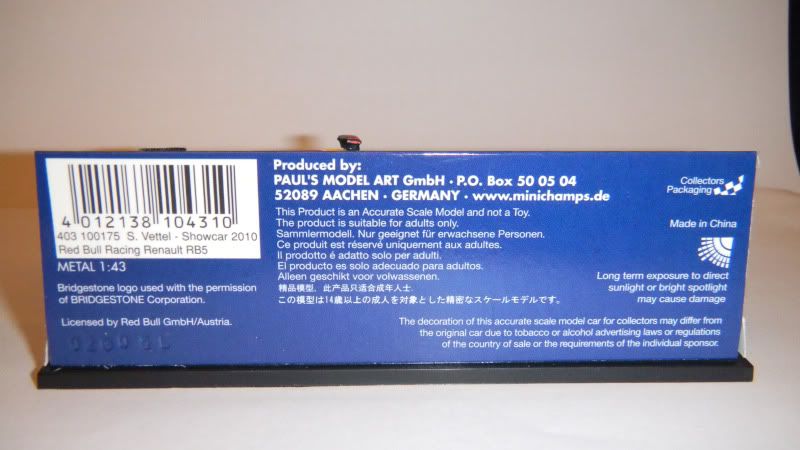 4 012138 104310
403 100175 S. Vettel - Showcar 2010
Red Bull Racing Renault RB5
METAL 1:43
Bridgestone logo used with the permission
of BRIDGESTONE Corporation.
Licensed by Red Bull GmbH/Austria.
Produced by:
PAUL'S MODEL ART GmbH · P.O. Box 50 05 04
52089 AACHEN · GERMANY · www.minichamps.de
This Product is an Accurate Scale Model and not a Toy.
The product is suitable for adults only.
Sammlermodell. Nur geeignet für erwachsene Personen.
Ce produit est réservé uniquement aux adultes.
Il prodotto é adatto solo per adulti.
El producto es solo adecuado para adultos.
Alleen geschikt voor volwassenen.
精品模型，此产品只适合成年人士.
この模型は14歳以上の成人を対象とした精密なスケールモデルです。
Collectors
Packaging
Made in China
Long term exposure to direct
sunlight or bright spotlight
may cause damage
The decoration of this accurate scale model car for collectors may differ from
the original car due to tobacco or alcohol advertising laws or regulations
of the country of sale or the requirements of the individual sponsor.